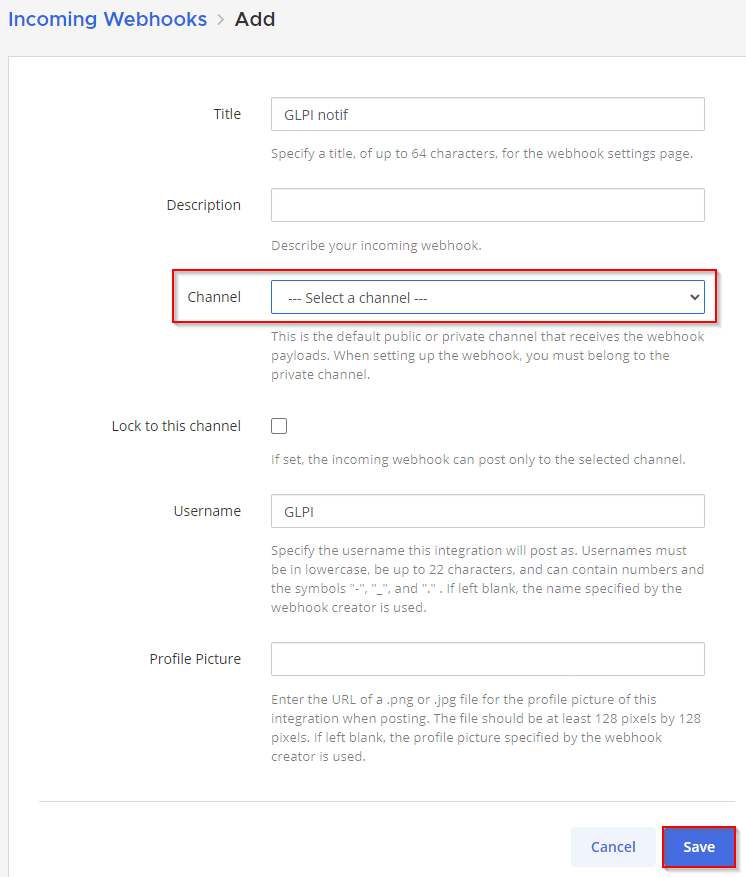 Incoming Webhooks > Add
Title
GLPI notif
Specify a title, of up to 64 characters, for the webhook settings page.
Description
Describe your incoming webhook.
Channel
--- Select a channel ---
This is the default public or private channel that receives the webhook
payloads. When setting up the webhook, you must belong to the
private channel.
Lock to this channel
If set, the incoming webhook can post only to the selected channel.
Username
GLPI
Specify the username this integration will post as. Usernames must
be in lowercase, be up to 22 characters, and can contain numbers and
the symbols "-", "_", and "." . If left blank, the name specified by the
webhook creator is used.
Profile Picture
Enter the URL of a .png or .jpg file for the profile picture of this
integration when posting. The file should be at least 128 pixels by 128
pixels. If left blank, the profile picture specified by the webhook
creator is used.
Cancel
Save